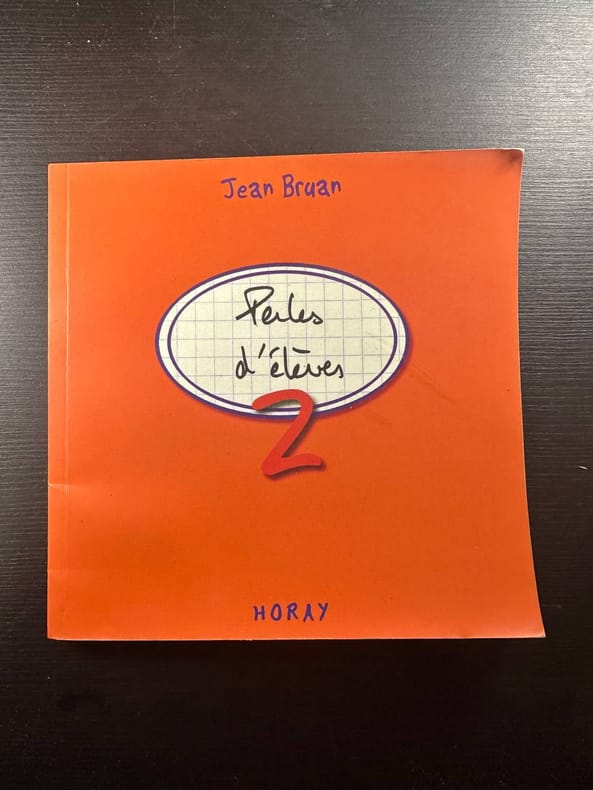 Jean Bruan
Perles
d'élèves
2
HORAY